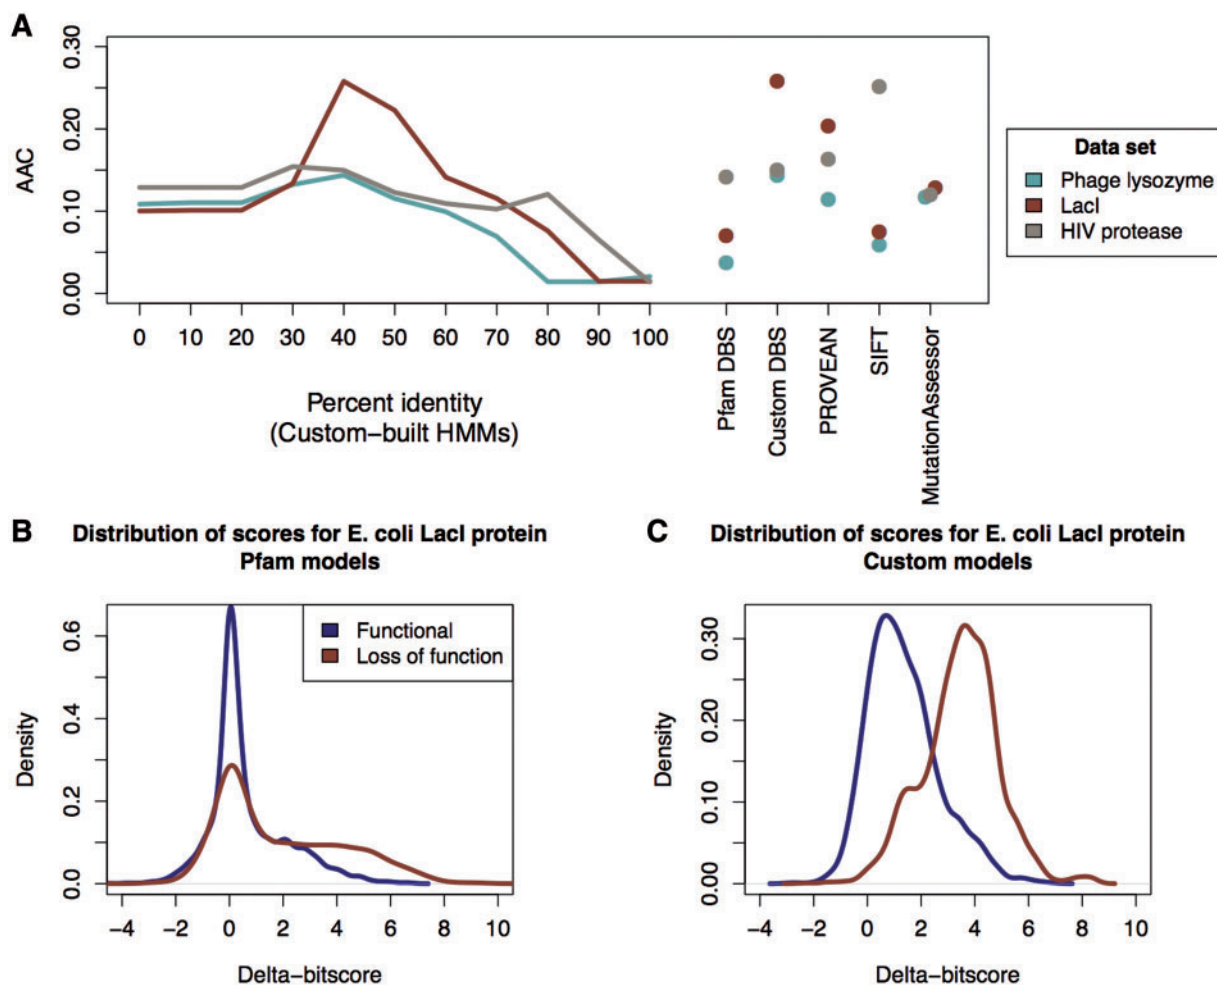 A
0.30
0.20
0.10
0.00
AAC
0 10 20 30 40 50 60 70 80 90 100
Percent identity
(Custom-built HMMs)
Pfam DBS
Custom DBS
PROVEAN
SIFT
MutationAssessor
Data set
Phage lysozyme
LacI
HIV protease
B
Distribution of scores for E. coli LacI protein
Pfam models
0.6
0.4
0.2
0.0
Density
Functional
Loss of function
−4 −2 0 2 4 6 8 10
Delta-bitscore
C
Distribution of scores for E. coli LacI protein
Custom models
0.30
0.20
0.10
0.00
Density
−4 −2 0 2 4 6 8 10
Delta-bitscore